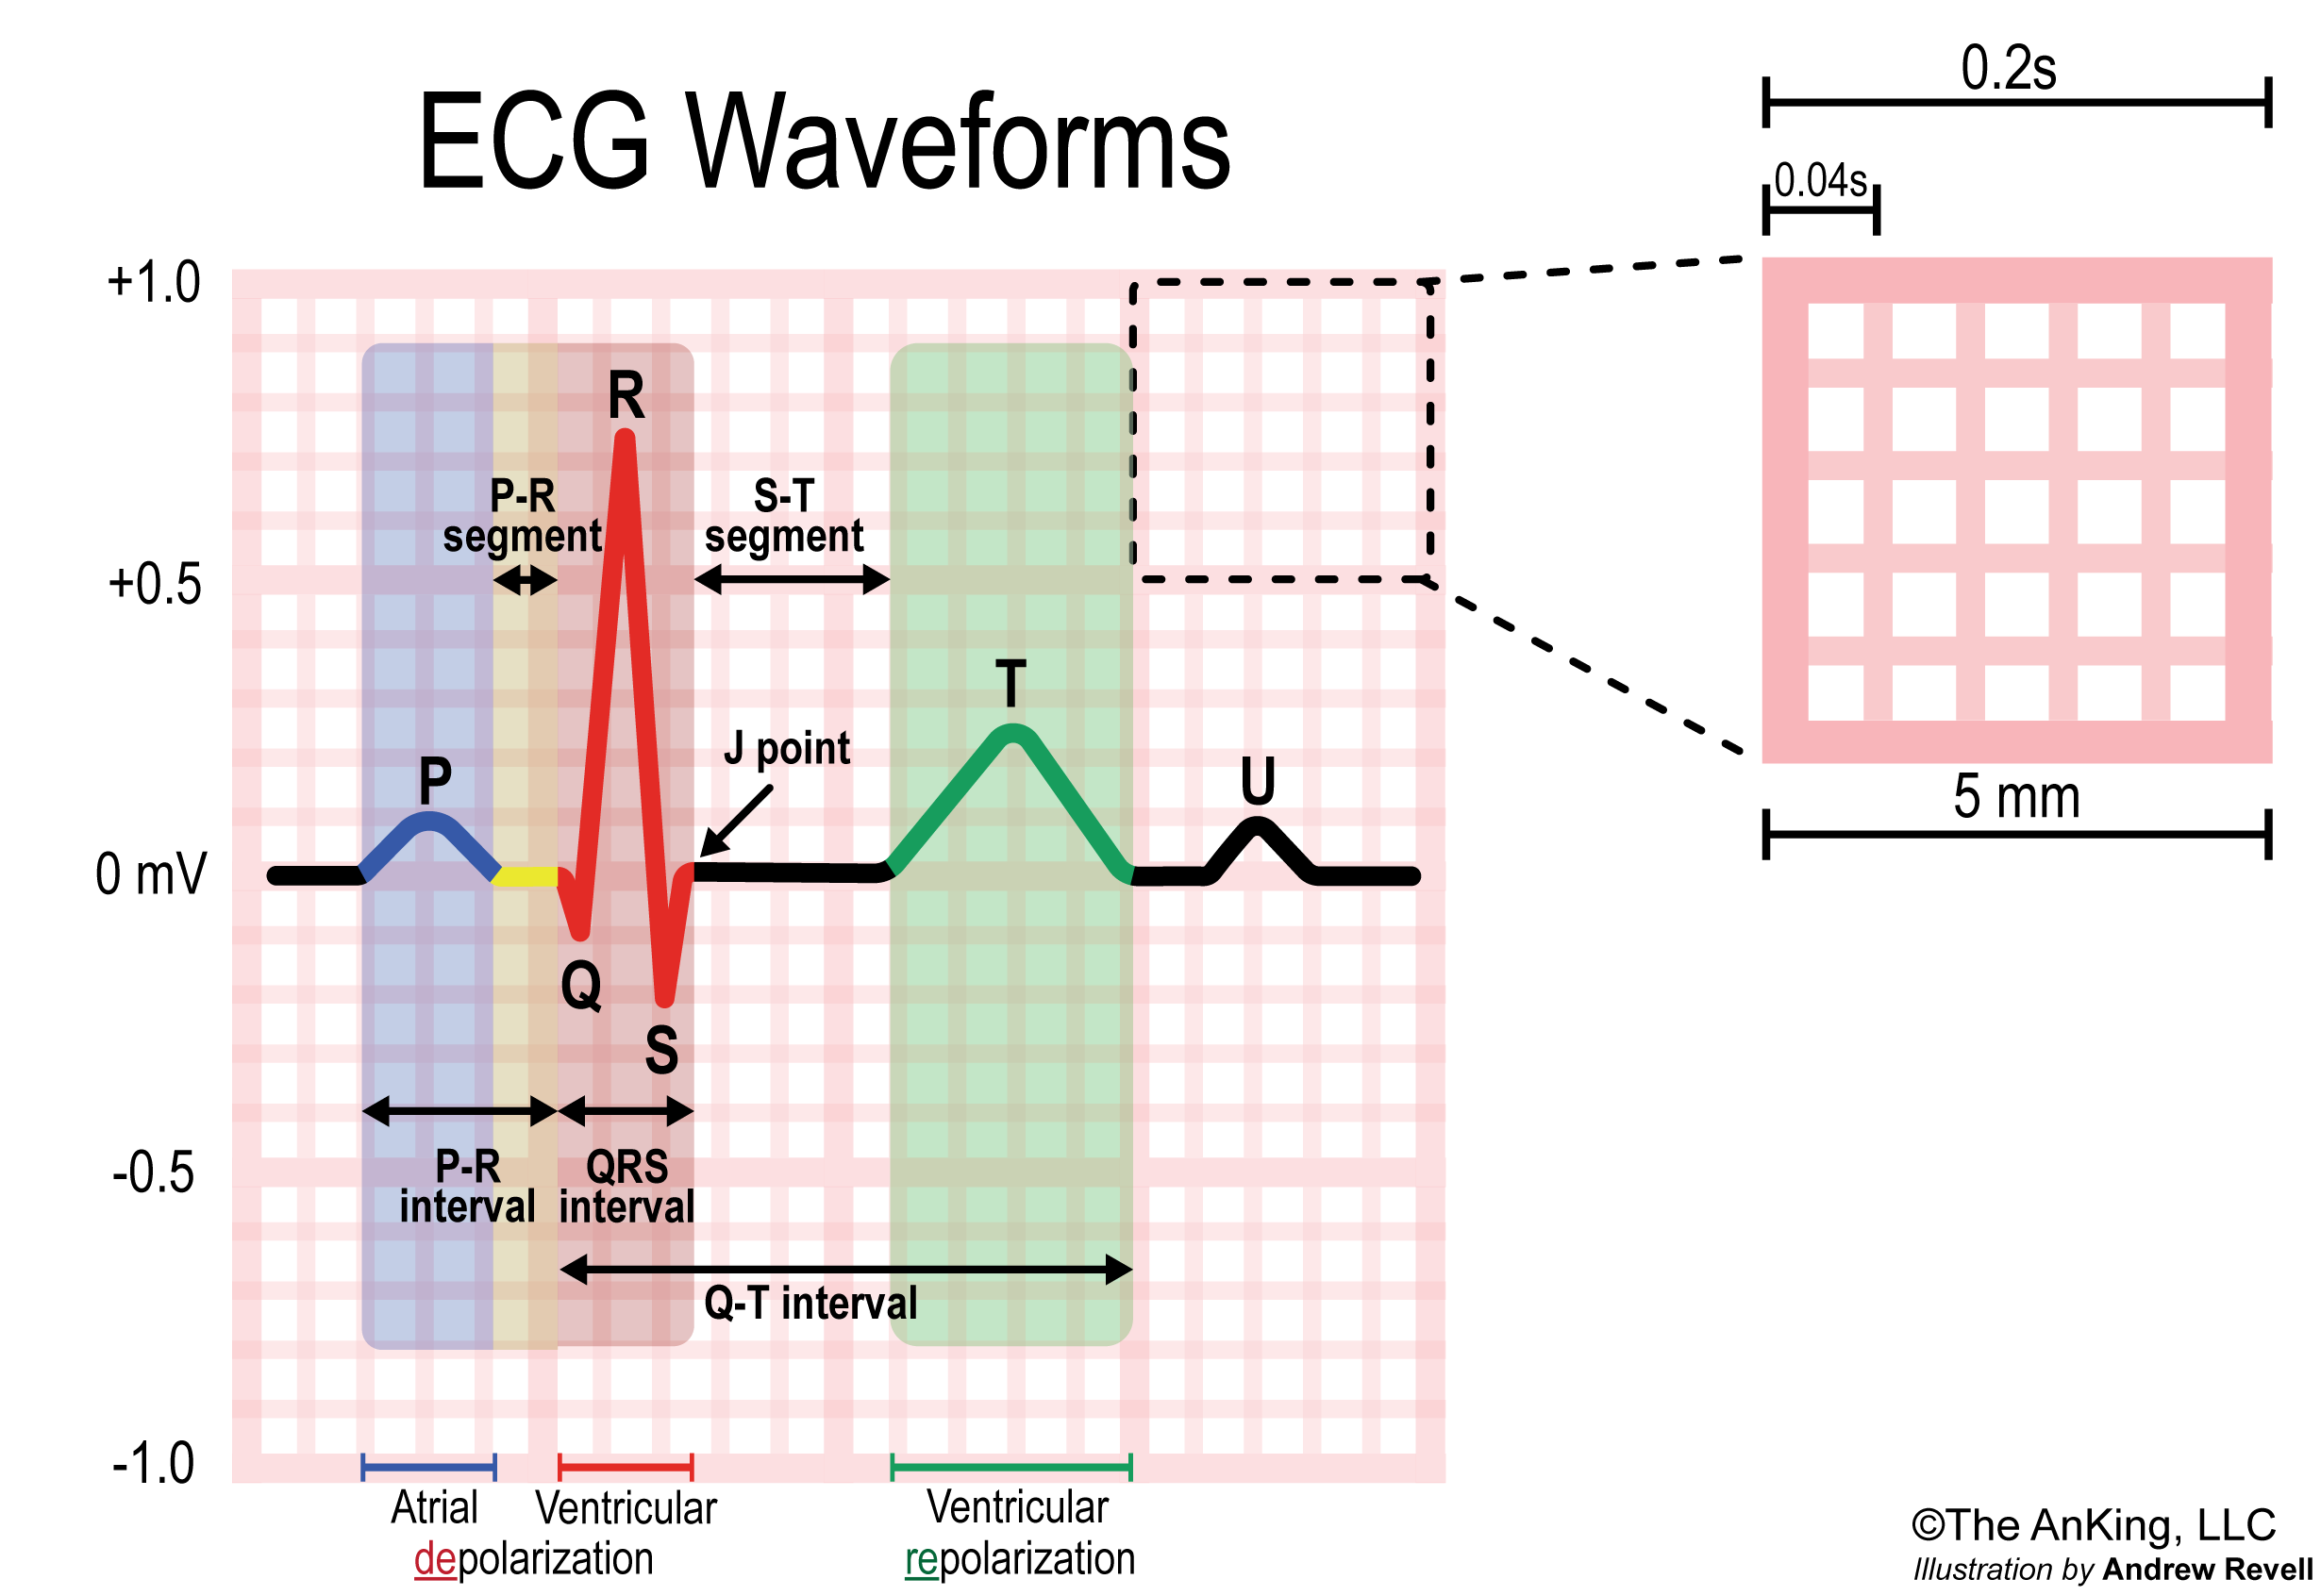 ECG Waveforms
0.2s
0.04s
+1.0
R
P-R
segment
S-T
segment
+0.5
T
J point
P
U
5 mm
0 mV
Q
S
P-R
interval
QRS
interval
-0.5
Q-T interval
-1.0
Atrial
Ventricular
depolarization
Ventricular
repolarization
©The AnKing, LLC
Illustration by Andrew Revell